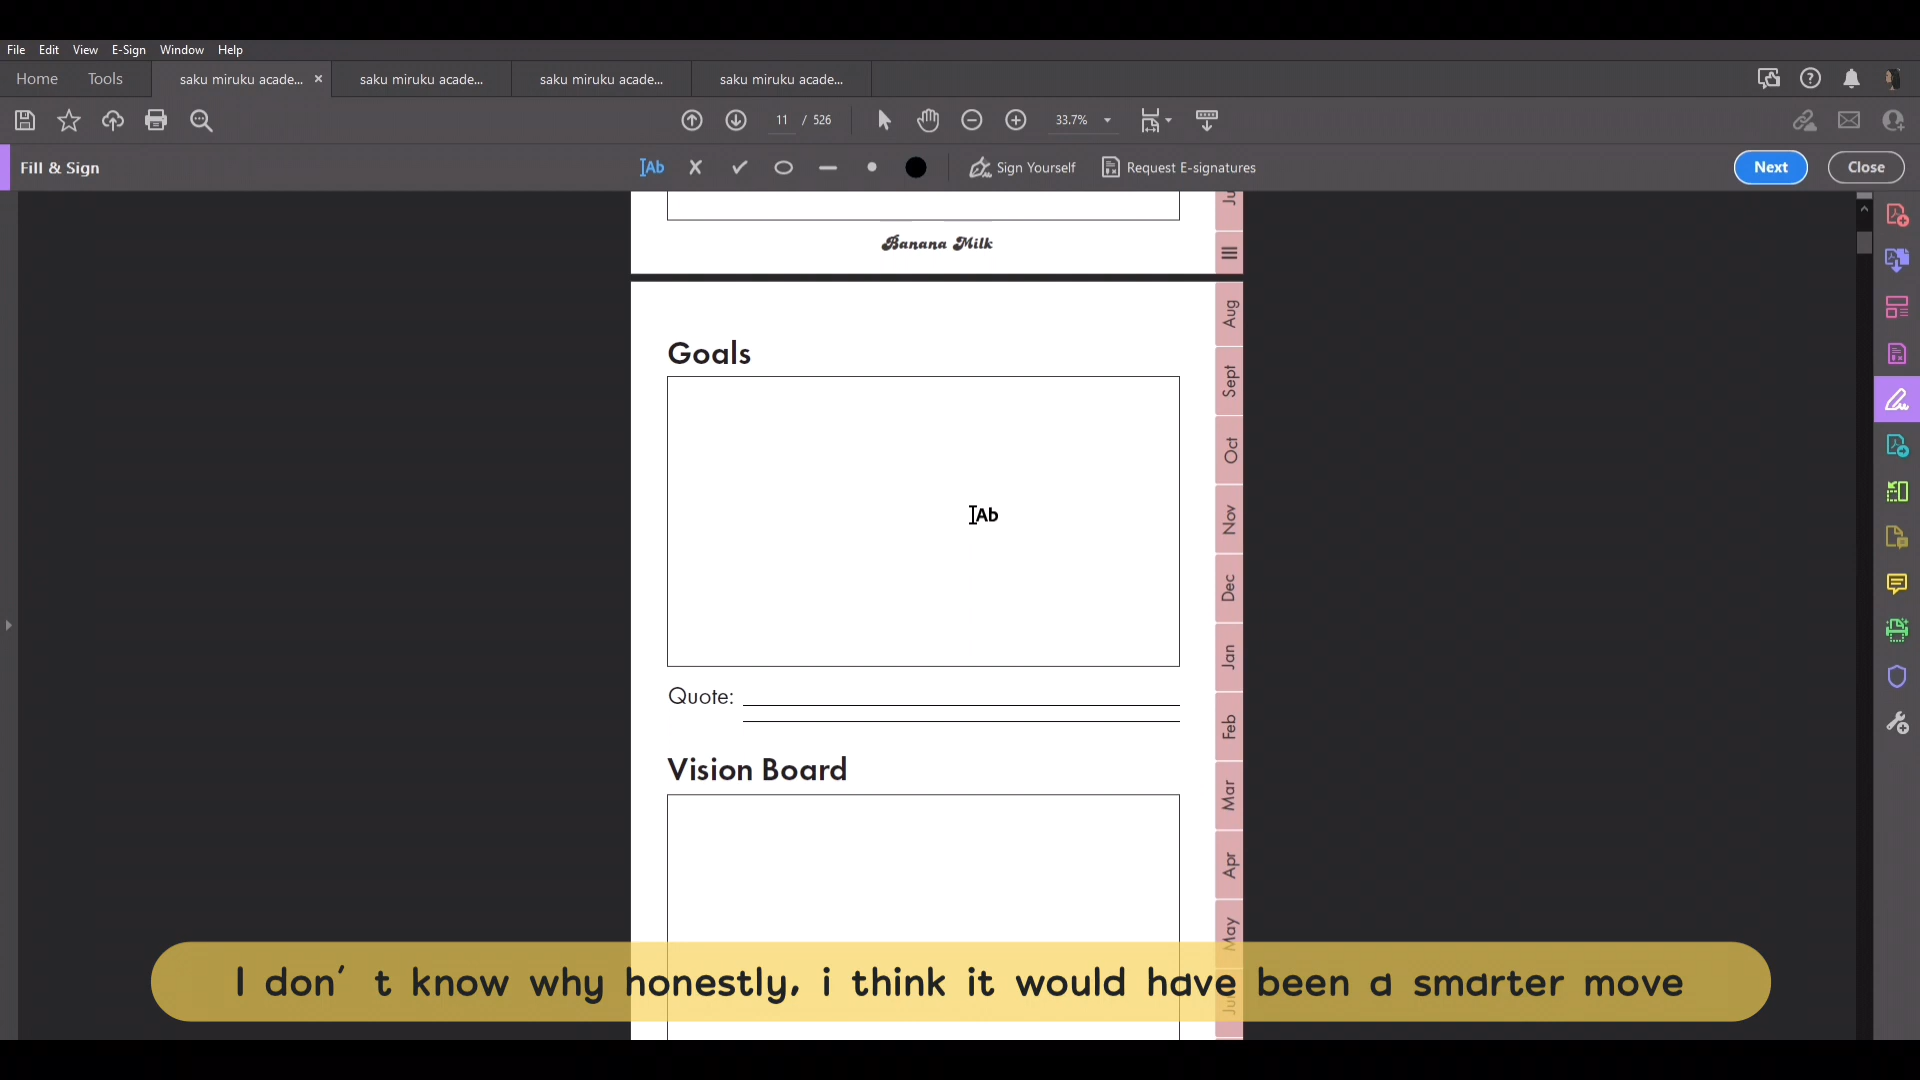 File Edit View E-Sign Window Help
Home Tools saku miruku acade... × saku miruku acade... saku miruku acade... saku miruku acade...
11 / 526 33.7%
Fill & Sign Ab Sign Yourself Request E-signatures Next Close
Banana Milk
Goals
Ab
Quote:
Vision Board
Aug
Sept
Oct
Nov
Dec
Jan
Feb
Mar
Apr
May
I don't know why honestly, i think it would have been a smarter move